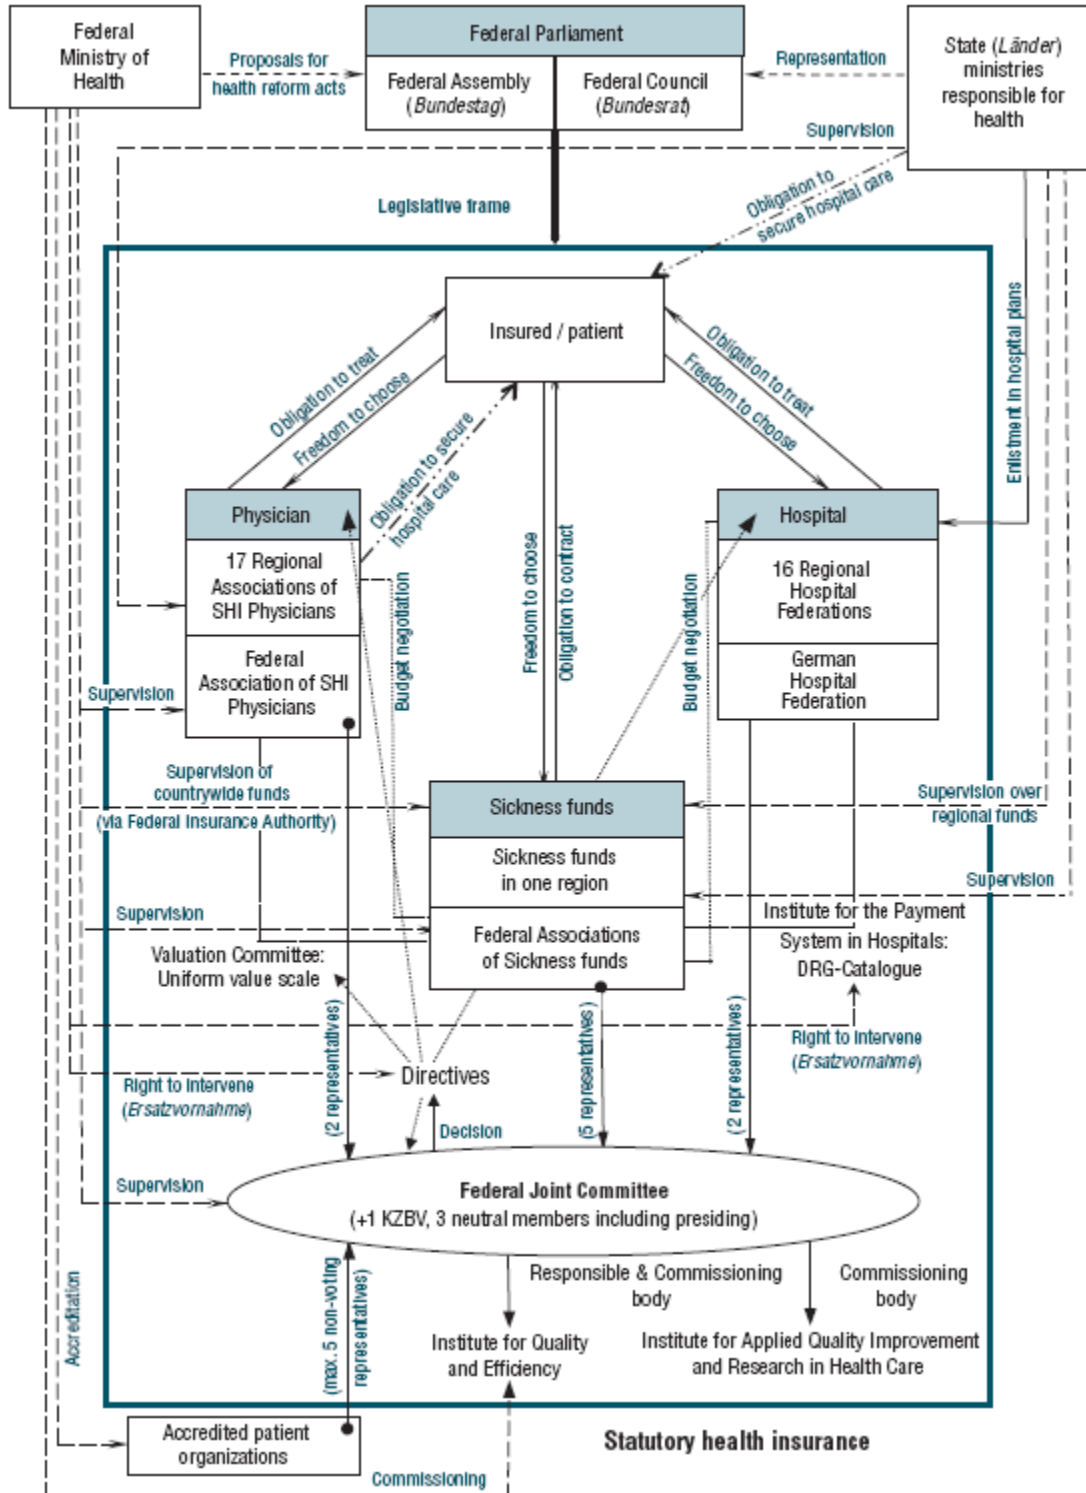 Federal
Ministry of
Health
Proposals for
health reform acts
Federal Parliament
Federal Assembly
(Bundestag)
Federal Council
(Bundesrat)
Representation
State (Länder)
ministries
responsible for
health
Supervision
Legislative frame
Obligation to
secure hospital care
Insured / patient
Obligation to treat
Freedom to choose
Obligation to secure
hospital care
Obligation to treat
Freedom to choose
Enlistment in hospital plans
Physician
17 Regional
Associations of
SHI Physicians
Federal
Association of SHI
Physicians
Budget negotiation
Freedom to choose
Obligation to contract
Budget negotiation
Hospital
16 Regional
Hospital
Federations
German
Hospital
Federation
Supervision
Supervision of
countrywide funds
(via Federal Insurance Authority)
Sickness funds
Sickness funds
in one region
Federal Associations
of Sickness funds
Supervision over
regional funds
Supervision
Supervision
Valuation Committee:
Uniform value scale
Institute for the Payment
System in Hospitals:
DRG-Catalogue
Right to intervene
(Ersatzvornahme)
Right to intervene
(Ersatzvornahme)
Directives
Decision
(2 representatives)
(5 representatives)
(2 representatives)
Supervision
Federal Joint Committee
(+1 KZBV, 3 neutral members including presiding)
Accreditation
(max. 5 non-voting
representatives)
Responsible & Commissioning
body
Commissioning
body
Institute for Quality
and Efficiency
Institute for Applied Quality Improvement
and Research in Health Care
Accredited patient
organizations
Statutory health insurance
Commissioning